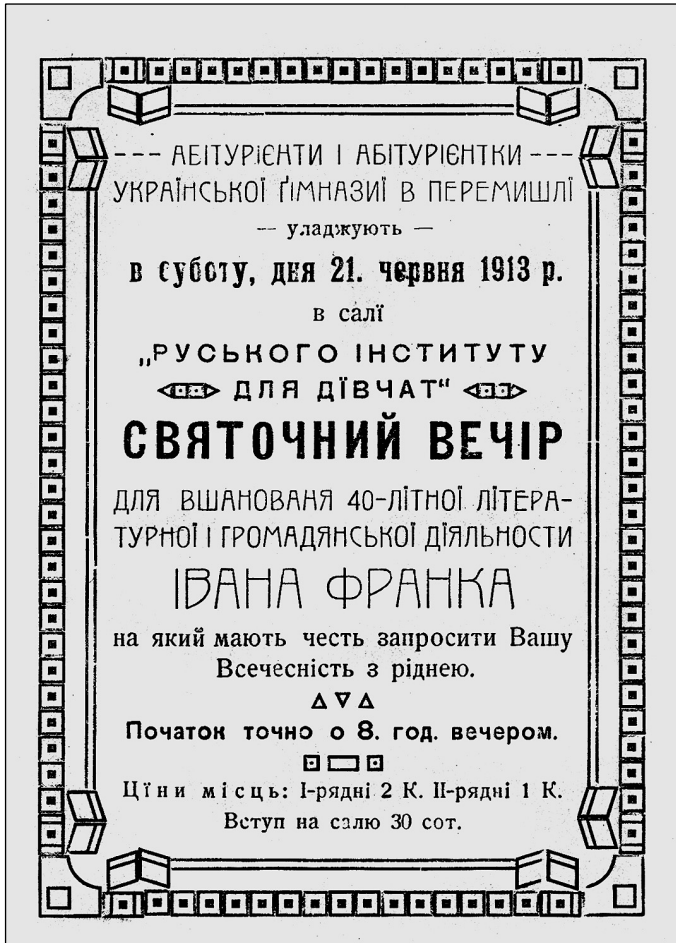 --- АБІТУРІЄНТИ І АБІТУРІЄНТКИ ---
УКРАЇНСЬКОЇ ҐІМНАЗИЇ В ПЕРЕМИШЛІ
— уладжують —
в суботу, дня 21. червня 1913 р.
в салї
„РУСЬКОГО ІНСТИТУТУ
ДЛЯ ДЇВЧАТ“
СВЯТОЧНИЙ ВЕЧІР
ДЛЯ ВШАНОВАНЯ 40-ЛІТНОЇ ЛІТЕРА-
ТУРНОЇ І ГРОМАДЯНСЬКОЇ ДІЯЛЬНОСТИ
ІВАНА ФРАНКА
на який мають честь запросити Вашу
Всечесність з ріднею.
Початок точно о 8. год. вечером.
Цїни місць: І-рядні 2 К. ІІ-рядні 1 К.
Вступ на салю 30 сот.